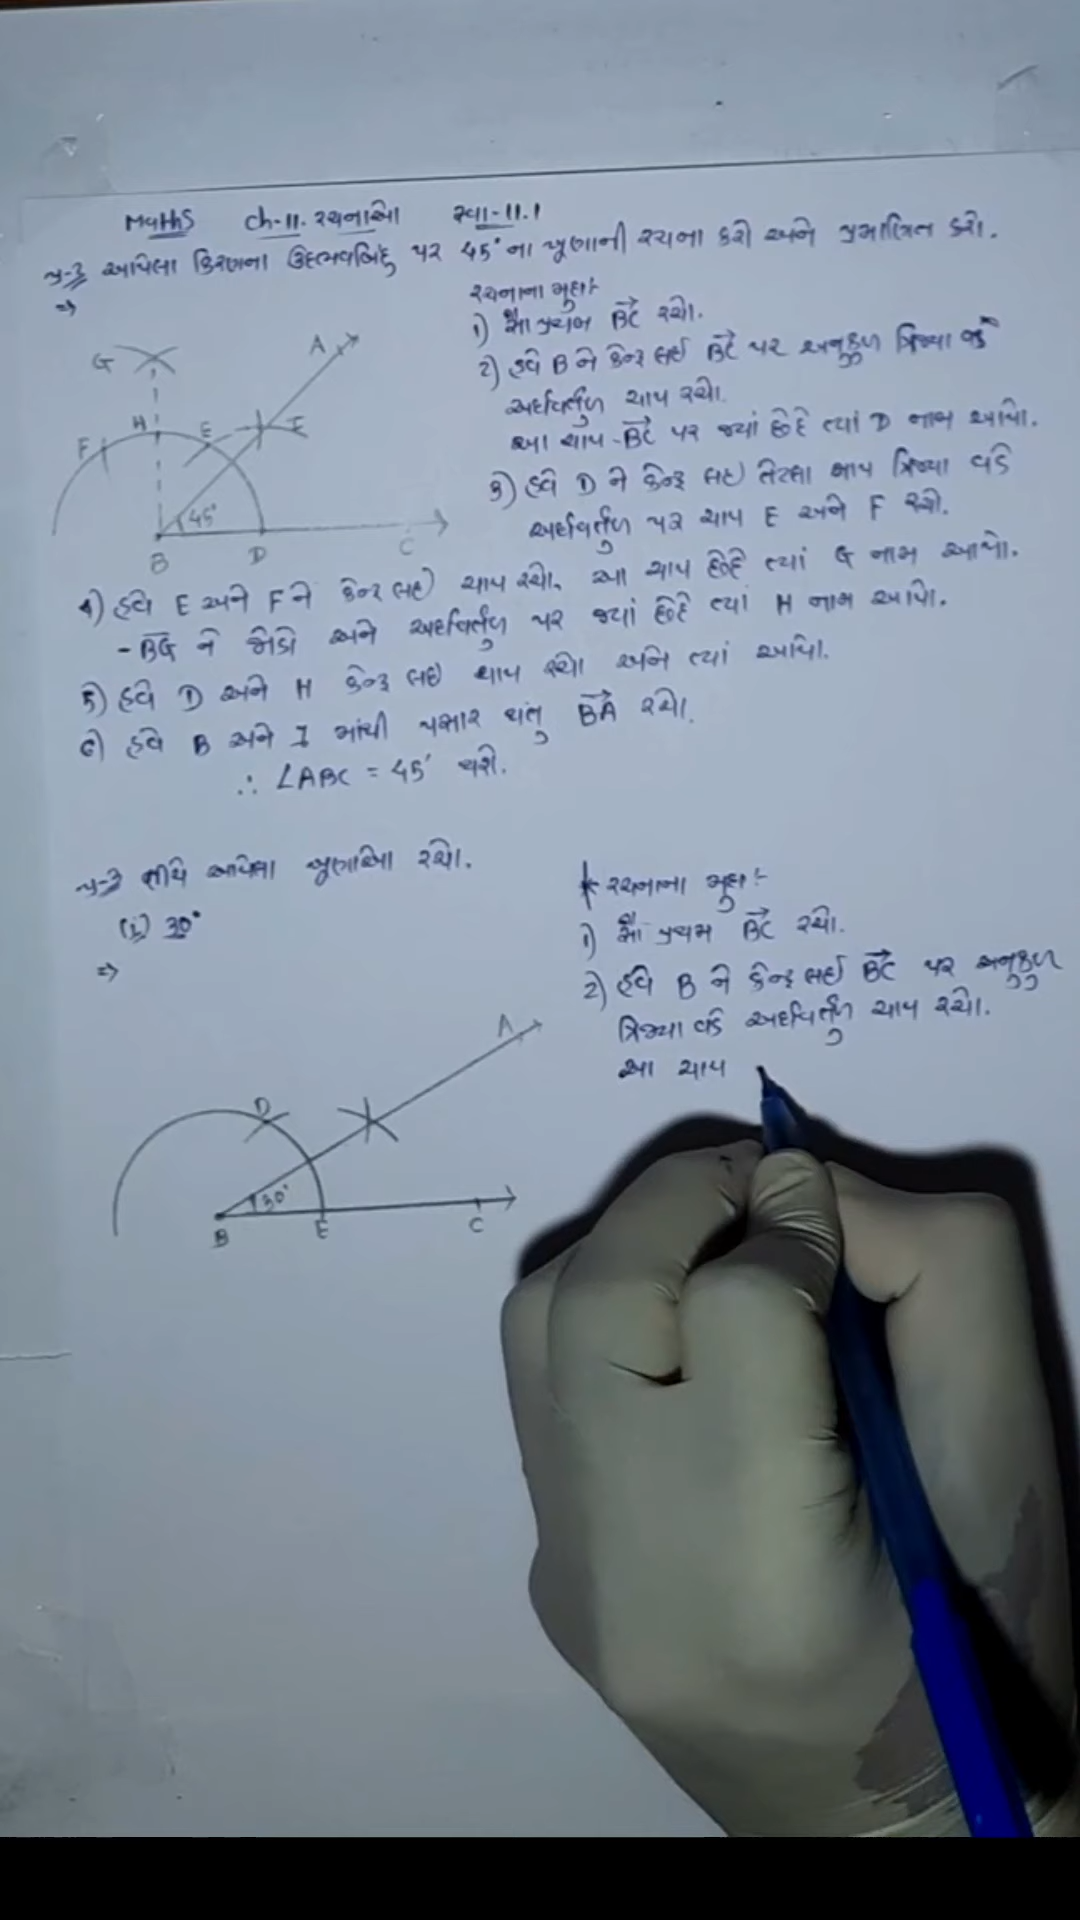 Maths ch-11. રચનાઓ સ્વા-11.1
પ્ર-2 આપેલા કિરણના ઉદ્દભવબિંદુ પર 45° ના ખૂણાની રચના કરો અને પ્રમાણિત કરો.
⇒
G
A
H
F
E
I
45°
B
D
C
રચનાના મુદ્દા:-
1) સૌ પ્રથમ BC રચો.
2) હવે B ને કેન્દ્ર લઈ BC પર અનુકૂળ ત્રિજ્યા વડે
અર્ધવર્તુળ ચાપ રચો.
આ ચાપ - BC પર જ્યાં છેદે ત્યાં D નામ આપો.
3) હવે D ને કેન્દ્ર લઈ તેટલા માપ ત્રિજ્યા વડે
અર્ધવર્તુળ પર ચાપ E અને F રચો.
4) હવે E અને F ને કેન્દ્ર લઈ ચાપ રચો. આ ચાપ છેદે ત્યાં G નામ આપો.
- BG ને જોડો અને અર્ધવર્તુળ પર જ્યાં છેદે ત્યાં H નામ આપો.
5) હવે D અને H કેન્દ્ર લઈ ચાપ રચો અને ત્યાં આપો.
6) હવે B અને I માંથી પસાર થતુ BA રચો.
∴ ∠ABC = 45° થશે.
પ્ર-3 નીચે આપેલા ખૂણાઓ રચો.
(i) 30°
⇒
A
D
30°
B
E
C
* રચનાના મુદ્દા:-
1) સૌ પ્રથમ BC રચો.
2) હવે B ને કેન્દ્ર લઈ BC પર અનુકુળ
ત્રિજ્યા વડે અર્ધવર્તુળ ચાપ રચો.
આ ચાપ